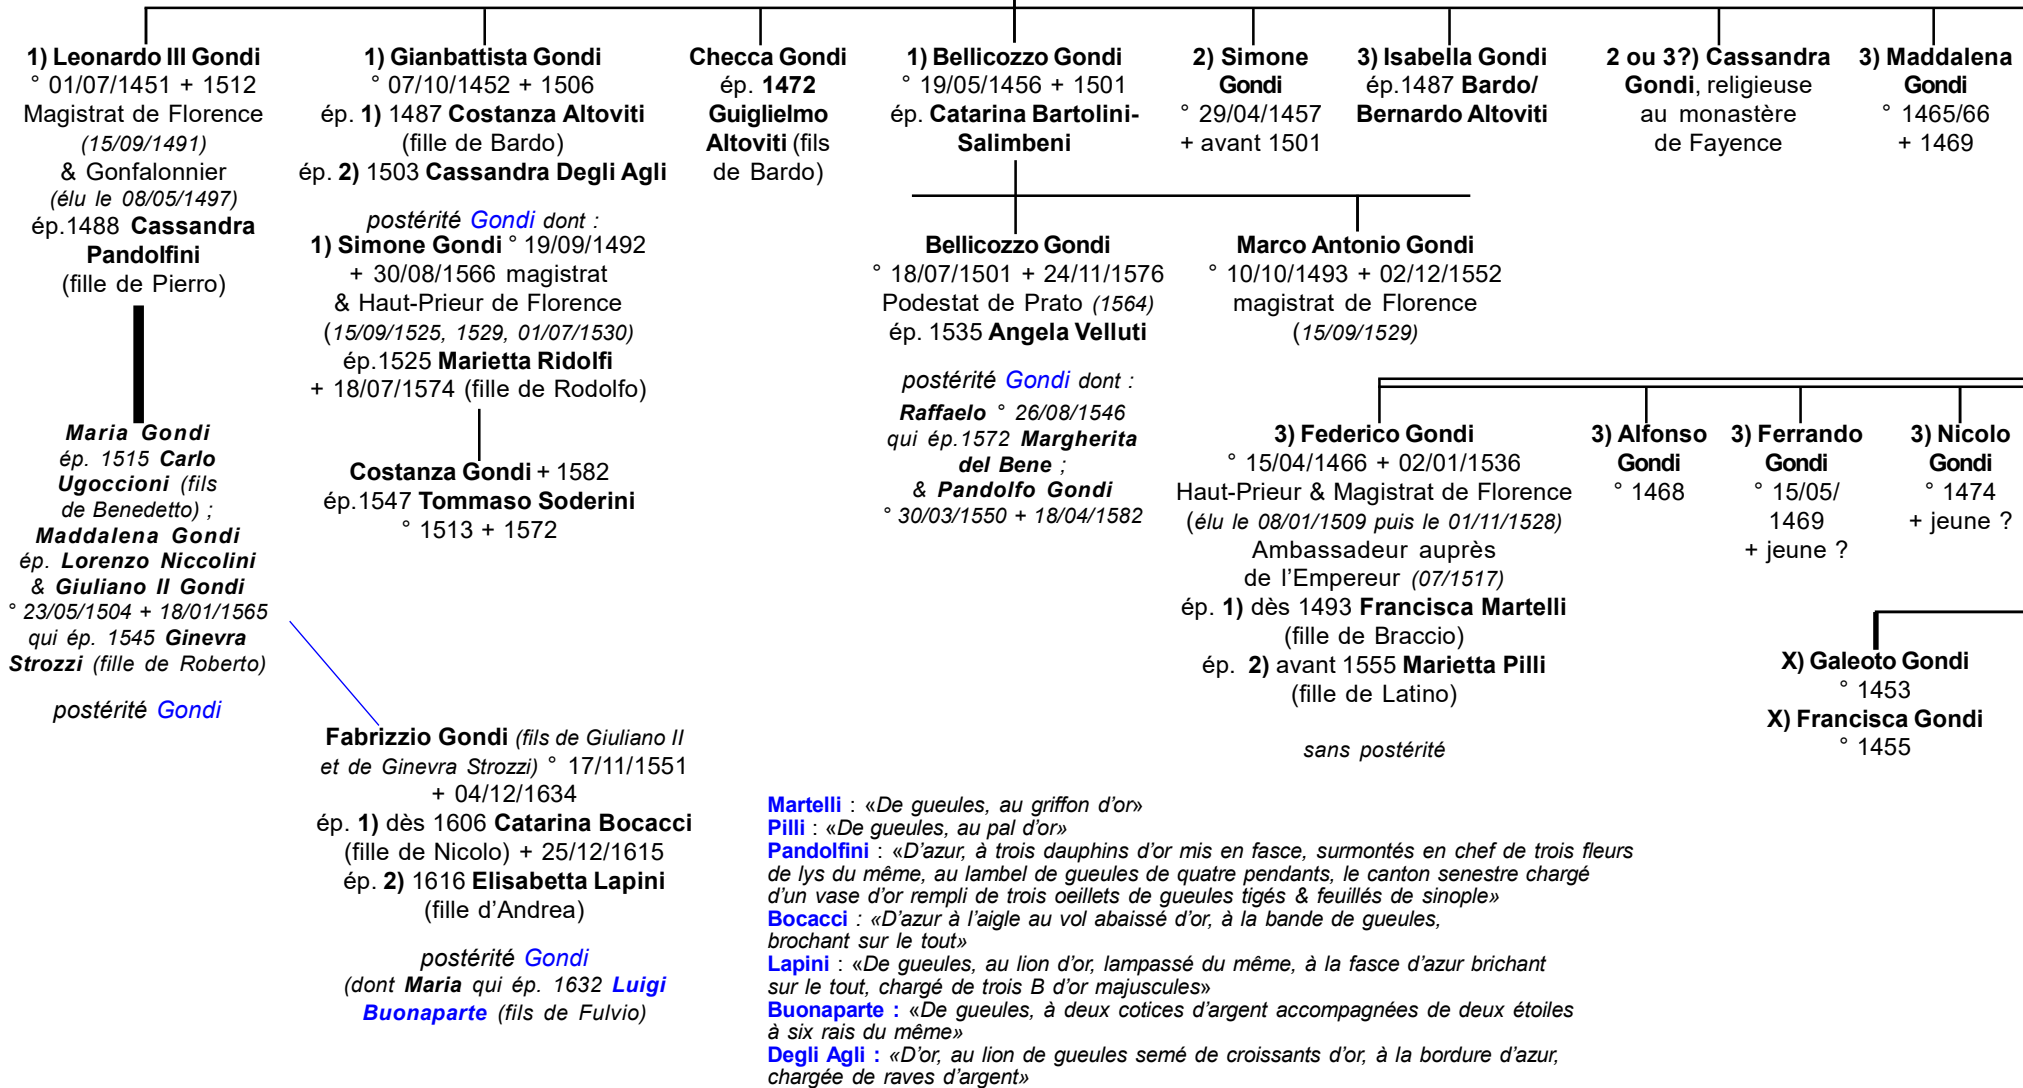 1) Leonardo III Gondi
° 01/07/1451 + 1512
Magistrat de Florence
(15/09/1491)
& Gonfalonnier
(élu le 08/05/1497)
ép.1488 Cassandra
Pandolfini
(fille de Pierro)
Maria Gondi
ép. 1515 Carlo
Ugoccioni (fils
de Benedetto) ;
Maddalena Gondi
ép. Lorenzo Niccolini
& Giuliano II Gondi
° 23/05/1504 + 18/01/1565
qui ép. 1545 Ginevra
Strozzi (fille de Roberto)
postérité Gondi
1) Gianbattista Gondi
° 07/10/1452 + 1506
ép. 1) 1487 Costanza Altoviti
(fille de Bardo)
ép. 2) 1503 Cassandra Degli Agli
postérité Gondi dont :
1) Simone Gondi ° 19/09/1492
+ 30/08/1566 magistrat
& Haut-Prieur de Florence
(15/09/1525, 1529, 01/07/1530)
ép.1525 Marietta Ridolfi
+ 18/07/1574 (fille de Rodolfo)
Costanza Gondi + 1582
ép.1547 Tommaso Soderini
° 1513 + 1572
Fabrizzio Gondi (fils de Giuliano II
et de Ginevra Strozzi) ° 17/11/1551
+ 04/12/1634
ép. 1) dès 1606 Catarina Bocacci
(fille de Nicolo) + 25/12/1615
ép. 2) 1616 Elisabetta Lapini
(fille d'Andrea)
postérité Gondi
(dont Maria qui ép. 1632 Luigi
Buonaparte (fils de Fulvio)
Checca Gondi
ép. 1472
Guiglielmo
Altoviti (fils
de Bardo)
1) Bellicozzo Gondi
° 19/05/1456 + 1501
ép. Catarina Bartolini-
Salimbeni
Bellicozzo Gondi
° 18/07/1501 + 24/11/1576
Podestat de Prato (1564)
ép. 1535 Angela Velluti
postérité Gondi dont :
Raffaelo ° 26/08/1546
qui ép.1572 Margherita
del Bene ;
& Pandolfo Gondi
° 30/03/1550 + 18/04/1582
Marco Antonio Gondi
° 10/10/1493 + 02/12/1552
magistrat de Florence
(15/09/1529)
2) Simone
Gondi
° 29/04/1457
+ avant 1501
3) Isabella Gondi
ép.1487 Bardo/
Bernardo Altoviti
2 ou 3?) Cassandra
Gondi, religieuse
au monastère
de Fayence
3) Maddalena
Gondi
° 1465/66
+ 1469
3) Federico Gondi
° 15/04/1466 + 02/01/1536
Haut-Prieur & Magistrat de Florence
(élu le 08/01/1509 puis le 01/11/1528)
Ambassadeur auprès
de l'Empereur (07/1517)
ép. 1) dès 1493 Francisca Martelli
(fille de Braccio)
ép. 2) avant 1555 Marietta Pilli
(fille de Latino)
sans postérité
3) Alfonso
Gondi
° 1468
3) Ferrando
Gondi
° 15/05/
1469
+ jeune ?
3) Nicolo
Gondi
° 1474
+ jeune ?
X) Galeoto Gondi
° 1453
X) Francisca Gondi
° 1455
Martelli : «De gueules, au griffon d'or»
Pilli : «De gueules, au pal d'or»
Pandolfini : «D'azur, à trois dauphins d'or mis en fasce, surmontés en chef de trois fleurs
de lys du même, au lambel de gueules de quatre pendants, le canton senestre chargé
d'un vase d'or rempli de trois oeillets de gueules tigés & feuillés de sinople»
Bocacci : «D'azur à l'aigle au vol abaissé d'or, à la bande de gueules,
brochant sur le tout»
Lapini : «De gueules, au lion d'or, lampassé du même, à la fasce d'azur brichant
sur le tout, chargé de trois B d'or majuscules»
Buonaparte : «De gueules, à deux cotices d'argent accompagnées de deux étoiles
à six rais du même»
Degli Agli : «D'or, au lion de gueules semé de croissants d'or, à la bordure d'azur,
chargée de raves d'argent»